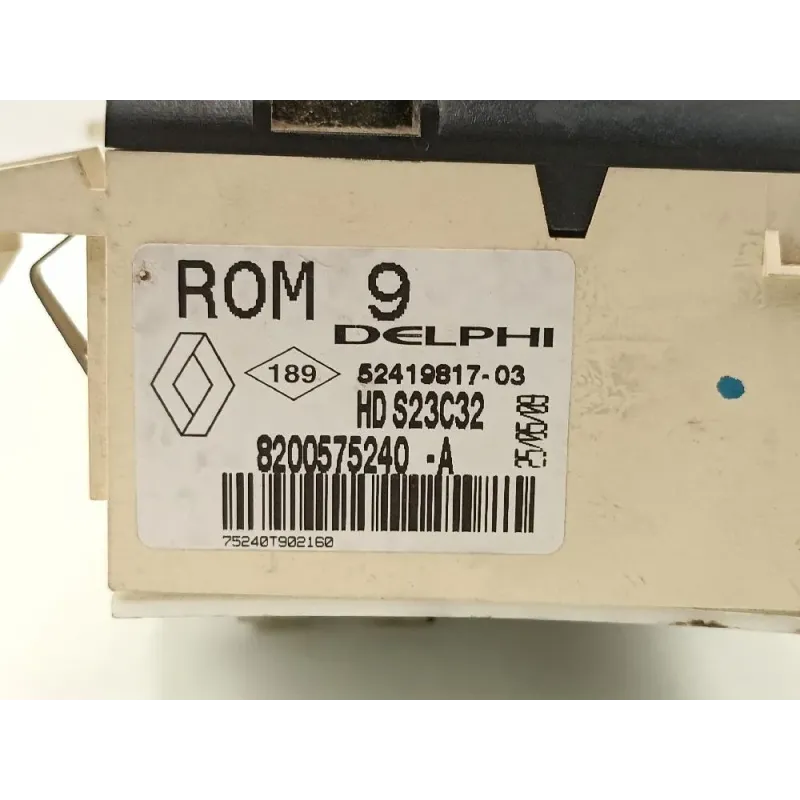 ROM 9
DELPHI
189
52419817-03
HD S23C32
25/05/09
8200575240 -A
75240T902160